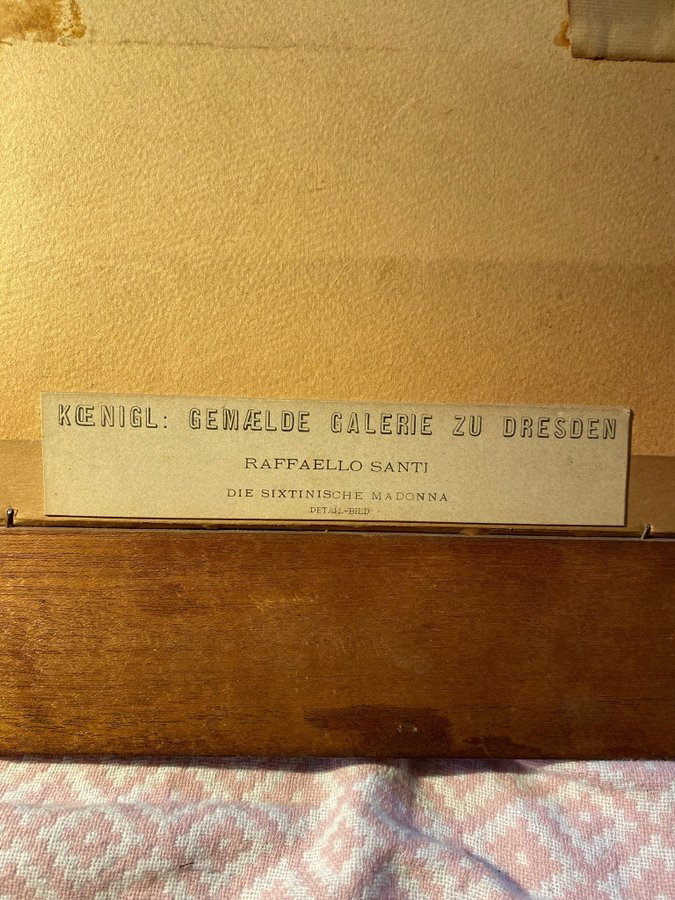 KŒNIGL: GEMÆLDE GALERIE ZU DRESDEN
RAFFAELLO SANTI
DIE SIXTINISCHE MADONNA
DETAIL-BILD